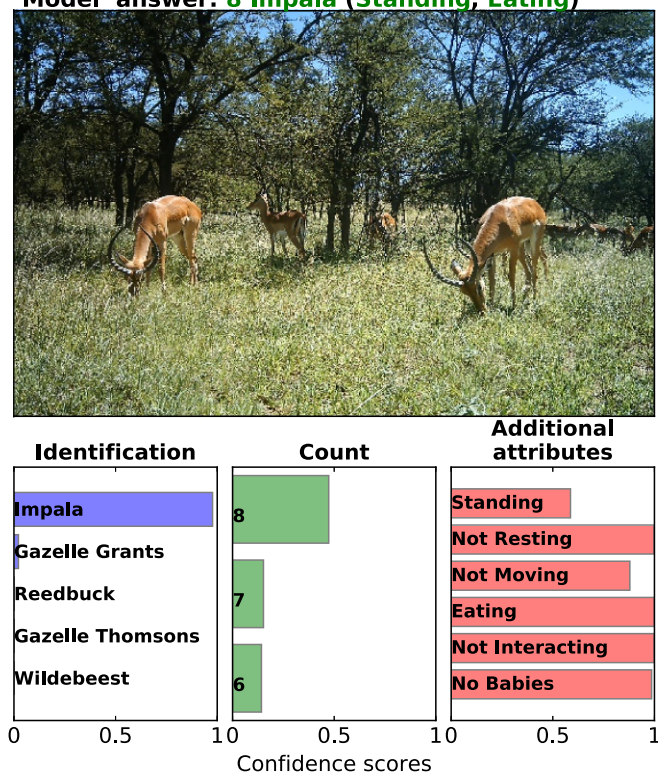 Model answer: 8 Impala (Standing, Eating)
Identification
Count
Additional
attributes
Impala
Gazelle Grants
Reedbuck
Gazelle Thomsons
Wildebeest
0
0.5
1
8
7
6
0
0.5
1
Standing
Not Resting
Not Moving
Eating
Not Interacting
No Babies
0
0.5
1
Confidence scores